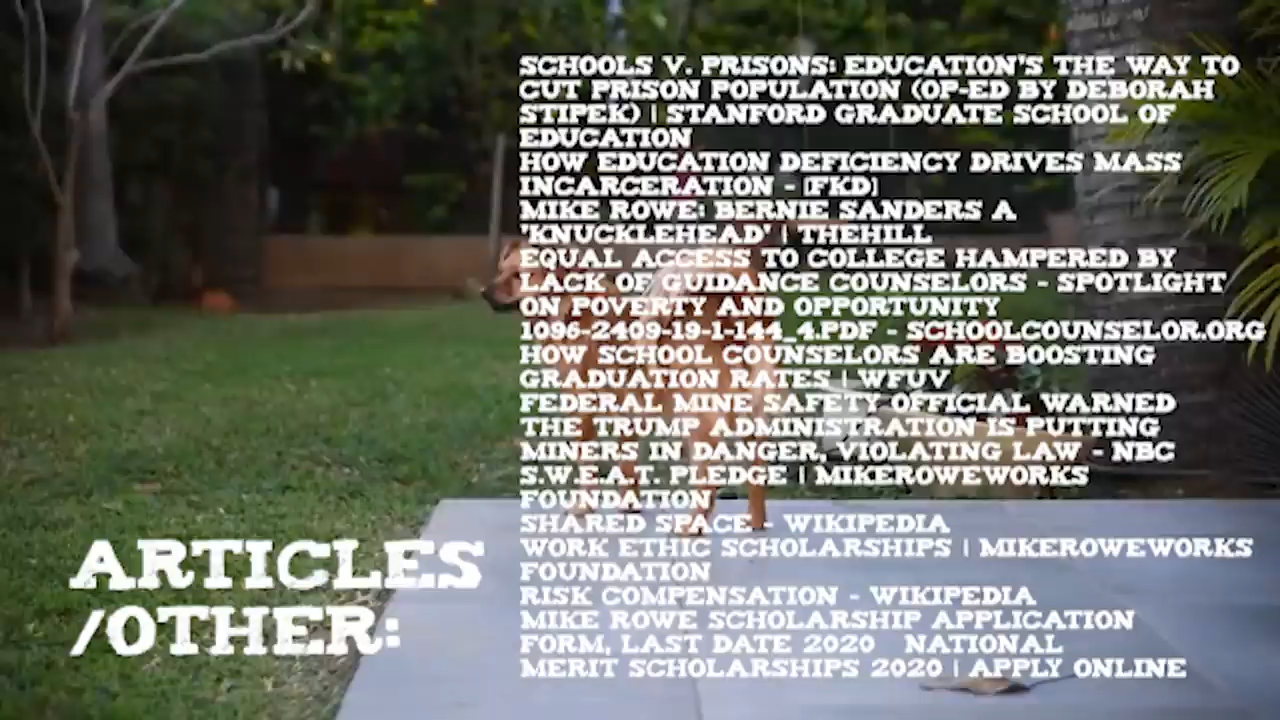 SCHOOLS V. PRISONS: EDUCATION'S THE WAY TO
CUT PRISON POPULATION (OP-ED BY DEBORAH
STIPEK) | STANFORD GRADUATE SCHOOL OF
EDUCATION
HOW EDUCATION DEFICIENCY DRIVES MASS
INCARCERATION - [FKD]
MIKE ROWE: BERNIE SANDERS A
'KNUCKLEHEAD' | THEHILL
EQUAL ACCESS TO COLLEGE HAMPERED BY
LACK OF GUIDANCE COUNSELORS - SPOTLIGHT
ON POVERTY AND OPPORTUNITY
1096-2409-19-1-144_4.PDF - SCHOOLCOUNSELOR.ORG
HOW SCHOOL COUNSELORS ARE BOOSTING
GRADUATION RATES | WFUV
FEDERAL MINE SAFETY OFFICIAL WARNED
THE TRUMP ADMINISTRATION IS PUTTING
MINERS IN DANGER, VIOLATING LAW - NBC
S.W.E.A.T. PLEDGE | MIKEROWEWORKS
FOUNDATION
SHARED SPACE - WIKIPEDIA
WORK ETHIC SCHOLARSHIPS | MIKEROWEWORKS
FOUNDATION
RISK COMPENSATION - WIKIPEDIA
MIKE ROWE SCHOLARSHIP APPLICATION
FORM, LAST DATE 2020 NATIONAL
MERIT SCHOLARSHIPS 2020 | APPLY ONLINE
ARTICLES
/OTHER: